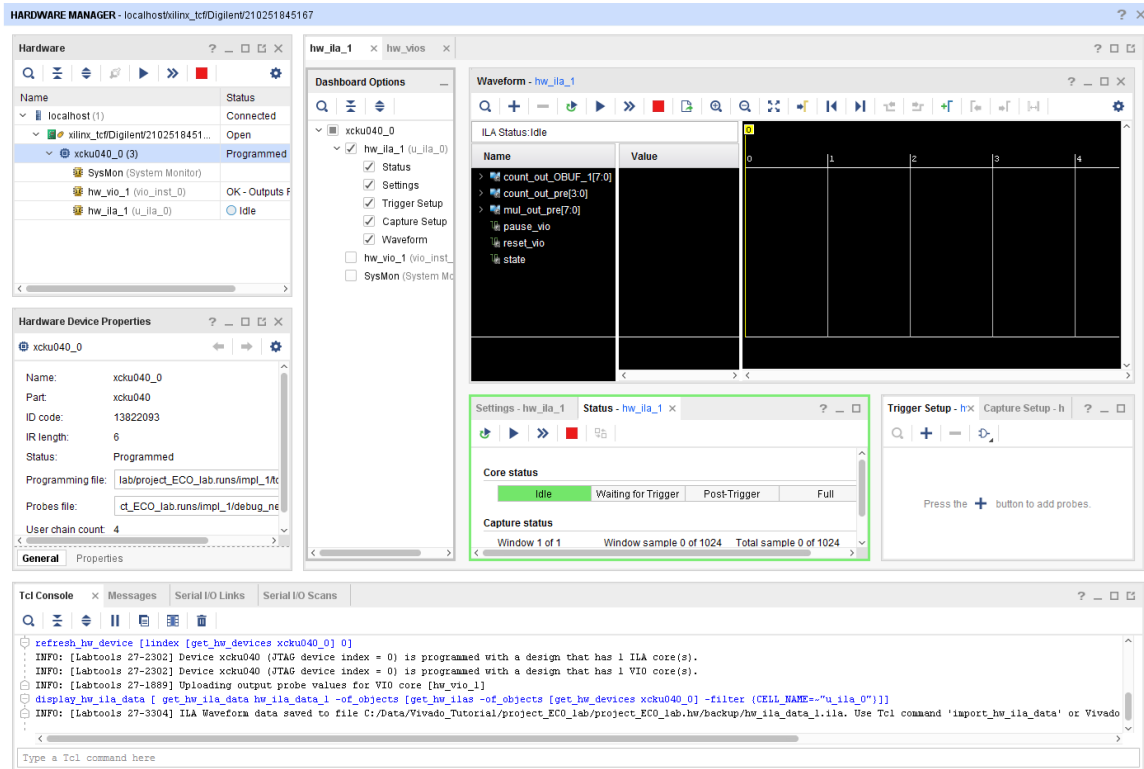 HARDWARE MANAGER - localhost/xilinx_tcf/Digilent/210251845167
Hardware
Name Status
localhost (1) Connected
xilinx_tcf/Digilent/2102518451... Open
xcku040_0 (3) Programmed
SysMon (System Monitor)
hw_vio_1 (vio_inst_0) OK - Outputs F
hw_ila_1 (u_ila_0) Idle
Hardware Device Properties
xcku040_0
Name: xcku040_0
Part: xcku040
ID code: 13822093
IR length: 6
Status: Programmed
Programming file: lab/project_ECO_lab.runs/impl_1/tc
Probes file: ct_ECO_lab.runs/impl_1/debug_ne
User chain count: 4
General Properties
hw_ila_1 hw_vios
Dashboard Options
xcku040_0
hw_ila_1 (u_ila_0)
Status
Settings
Trigger Setup
Capture Setup
Waveform
hw_vio_1 (vio_inst_
SysMon (System Mo
Waveform - hw_ila_1
ILA Status:Idle
Name Value
count_out_OBUF_1[7:0]
count_out_pre[3:0]
mul_out_pre[7:0]
pause_vio
reset_vio
state
0
0 1 2 3 4
Settings - hw_ila_1 Status - hw_ila_1
Core status
Idle Waiting for Trigger Post-Trigger Full
Capture status
Window 1 of 1 Window sample 0 of 1024 Total sample 0 of 1024
Trigger Setup - h Capture Setup - h
Press the + button to add probes.
Tcl Console Messages Serial I/O Links Serial I/O Scans
refresh_hw_device [lindex [get_hw_devices xcku040_0] 0]
INFO: [Labtools 27-2302] Device xcku040 (JTAG device index = 0) is programmed with a design that has 1 ILA core(s).
INFO: [Labtools 27-2302] Device xcku040 (JTAG device index = 0) is programmed with a design that has 1 VIO core(s).
INFO: [Labtools 27-1889] Uploading output probe values for VIO core [hw_vio_1]
display_hw_ila_data [ get_hw_ila_data hw_ila_data_1 -of_objects [get_hw_ilas -of_objects [get_hw_devices xcku040_0] -filter {CELL_NAME=~"u_ila_0"}]]
INFO: [Labtools 27-3304] ILA Waveform data saved to file C:/Data/Vivado_Tutorial/project_ECO_lab/project_ECO_lab.hw/backup/hw_ila_data_1.ila. Use Tcl command 'import_hw_ila_data' or Vivado
Type a Tcl command here